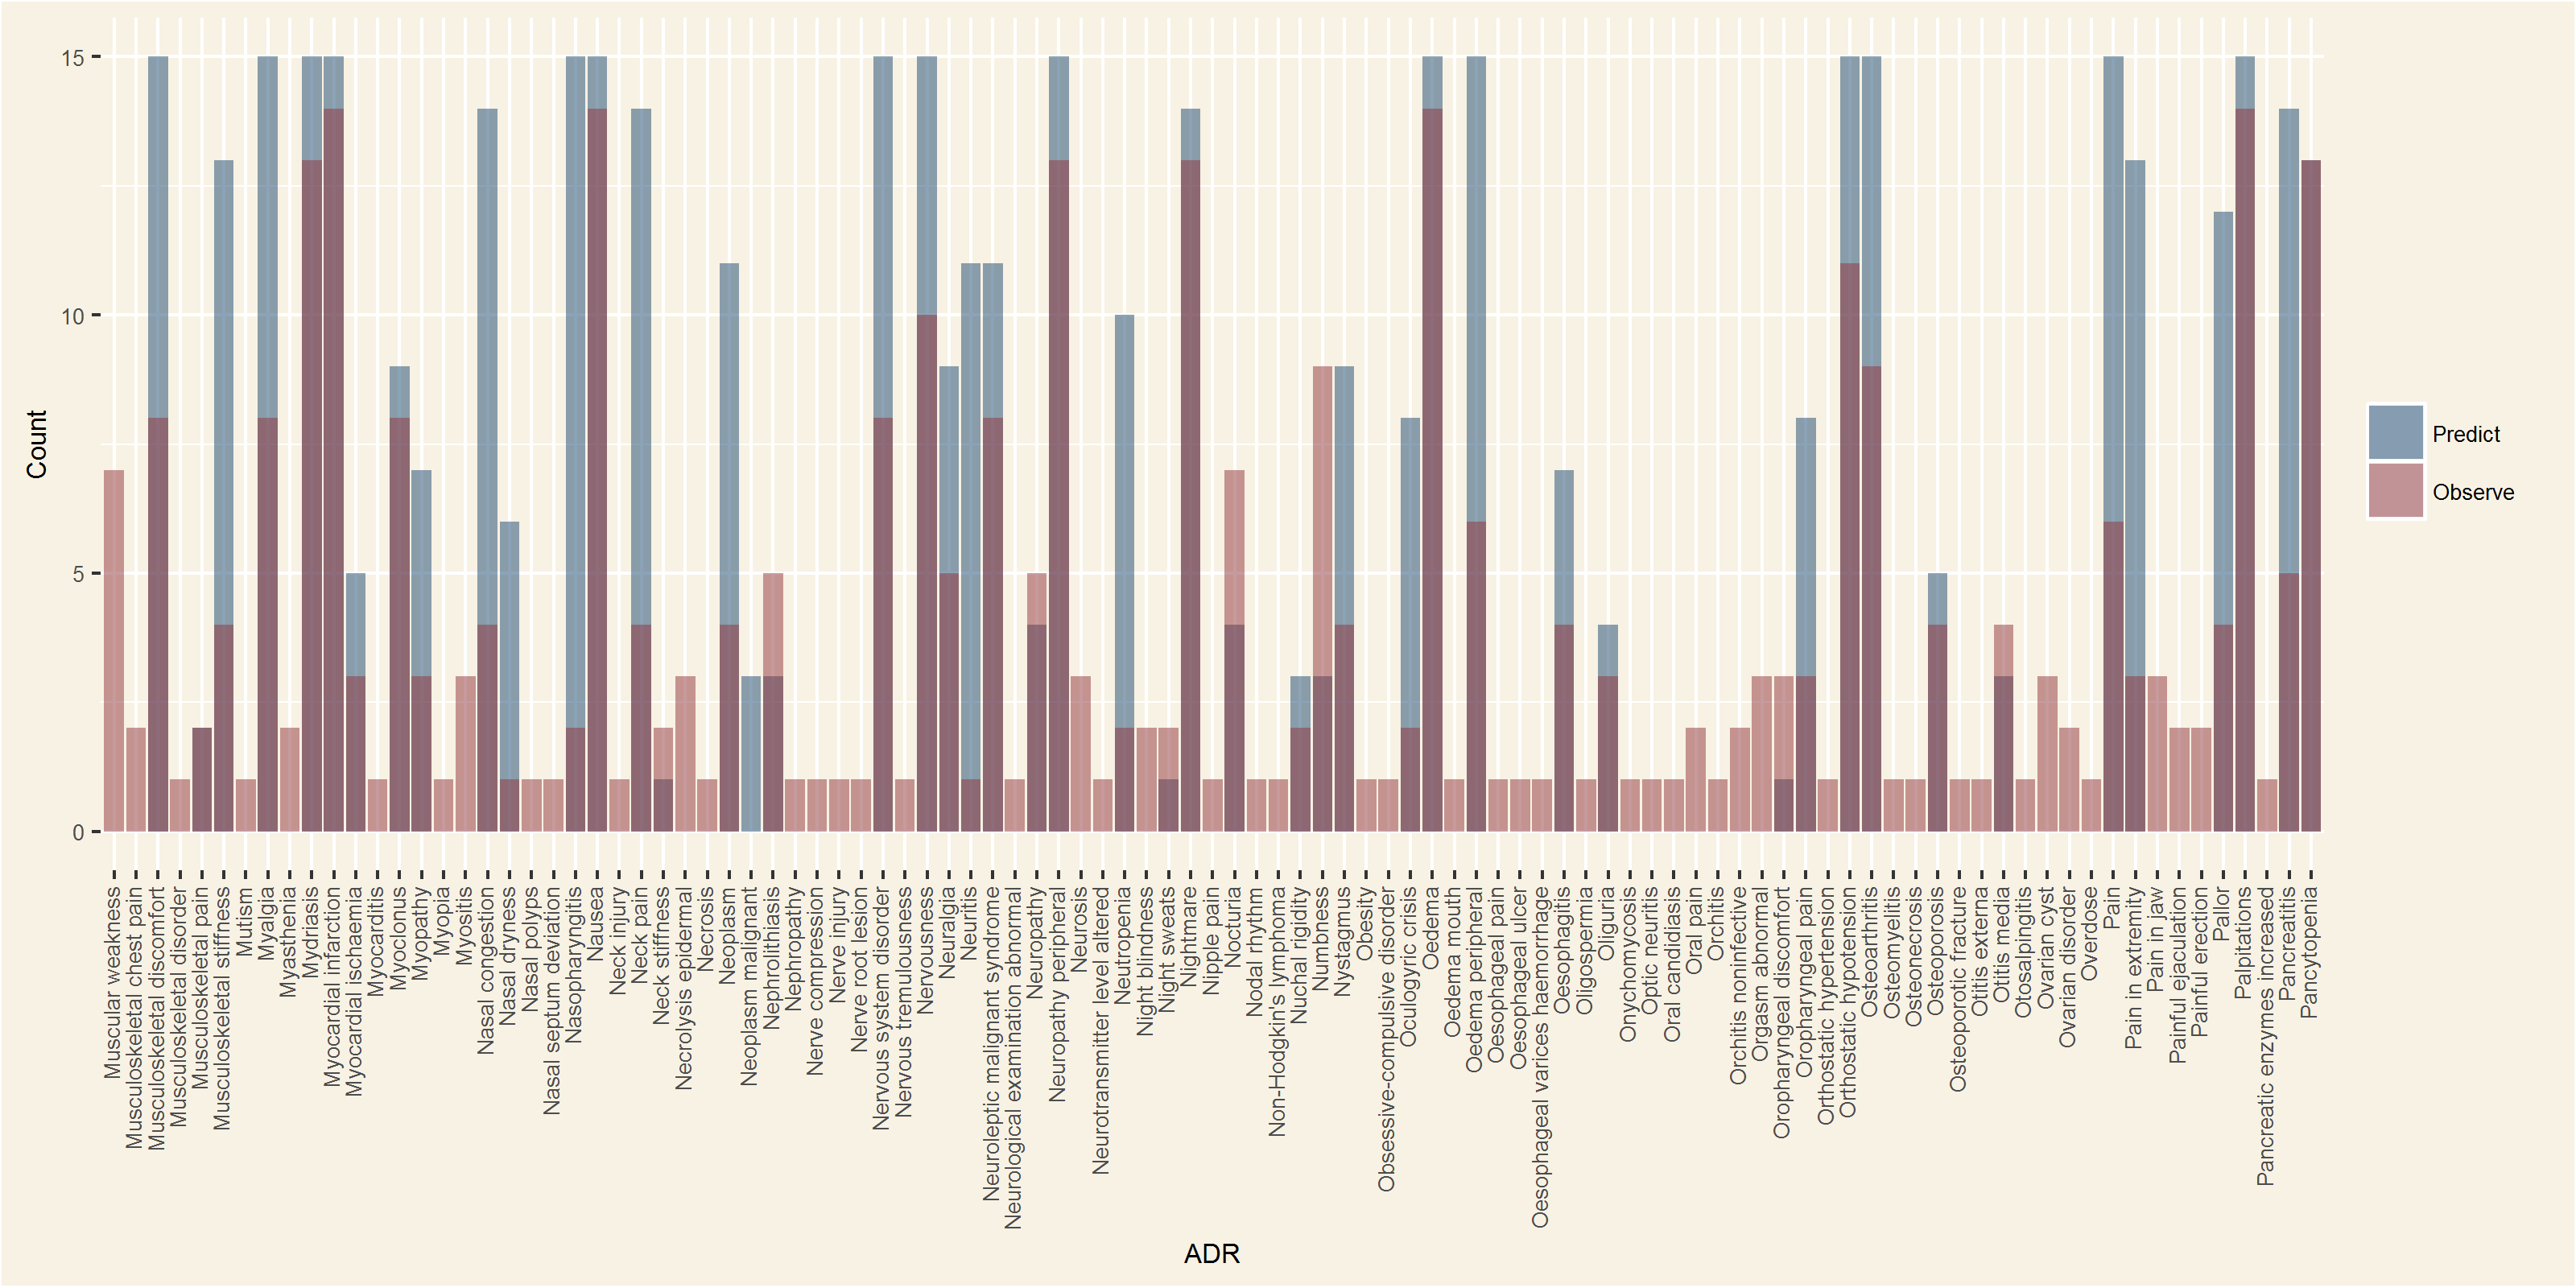 15
10
5
0
Count
Predict
Observe
Muscular weakness
Musculoskeletal chest pain
Musculoskeletal discomfort
Musculoskeletal disorder
Musculoskeletal pain
Musculoskeletal stiffness
Mutism
Myalgia
Myasthenia
Mydriasis
Myocardial infarction
Myocardial ischaemia
Myocarditis
Myoclonus
Myopathy
Myopia
Myositis
Nasal congestion
Nasal dryness
Nasal polyps
Nasal septum deviation
Nasopharyngitis
Nausea
Neck injury
Neck pain
Neck stiffness
Necrolysis epidermal
Necrosis
Neoplasm
Neoplasm malignant
Nephrolithiasis
Nephropathy
Nerve compression
Nerve injury
Nerve root lesion
Nervous system disorder
Nervous tremulousness
Nervousness
Neuralgia
Neuritis
Neuroleptic malignant syndrome
Neurological examination abnormal
Neuropathy
Neuropathy peripheral
Neurosis
Neurotransmitter level altered
Neutropenia
Night blindness
Night sweats
Nightmare
Nipple pain
Nocturia
Nodal rhythm
Non-Hodgkin's lymphoma
Nuchal rigidity
Numbness
Nystagmus
Obesity
Obsessive-compulsive disorder
Oculogyric crisis
Oedema
Oedema mouth
Oedema peripheral
Oesophageal pain
Oesophageal ulcer
Oesophageal varices haemorrhage
Oesophagitis
Oligospermia
Oliguria
Onychomycosis
Optic neuritis
Oral candidiasis
Oral pain
Orchitis
Orchitis noninfective
Orgasm abnormal
Oropharyngeal discomfort
Oropharyngeal pain
Orthostatic hypertension
Orthostatic hypotension
Osteoarthritis
Osteomyelitis
Osteonecrosis
Osteoporosis
Osteoporotic fracture
Otitis externa
Otitis media
Otosalpingitis
Ovarian cyst
Ovarian disorder
Overdose
Pain
Pain in extremity
Pain in jaw
Painful ejaculation
Painful erection
Pallor
Palpitations
Pancreatic enzymes increased
Pancreatitis
Pancytopenia
ADR